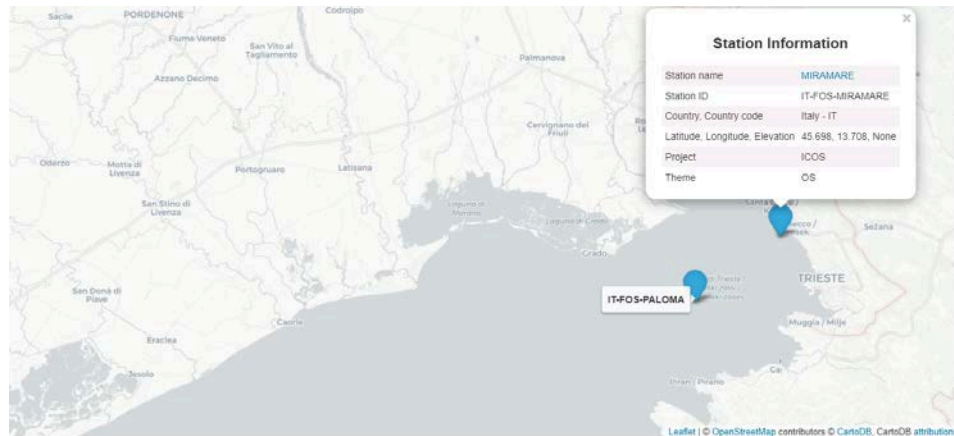 Sacile
PORDENONE
Codroipo
Fiume Veneto
San Vito al
Tagliamento
Palmanova
Azzano Decimo
Cervignano del
Friuli
Oderzo
Motta di
Livenza
Portogruaro
Latisana
San Stino di
Livenza
Laguna di
Marano
Laguna di Grado
Grado
San Donà di
Piave
Caorle
Eraclea
Jesolo
×
Station Information
Station name MIRAMARE
Station ID IT-FOS-MIRAMARE
Country, Country code Italy - IT
Latitude, Longitude, Elevation 45.698, 13.708, None
Project ICOS
Theme OS
Sežana
TRIESTE
IT-FOS-PALOMA
Muggia / Milje
Pirano
Leaflet | © OpenStreetMap contributors © CartoDB, CartoDB attribution